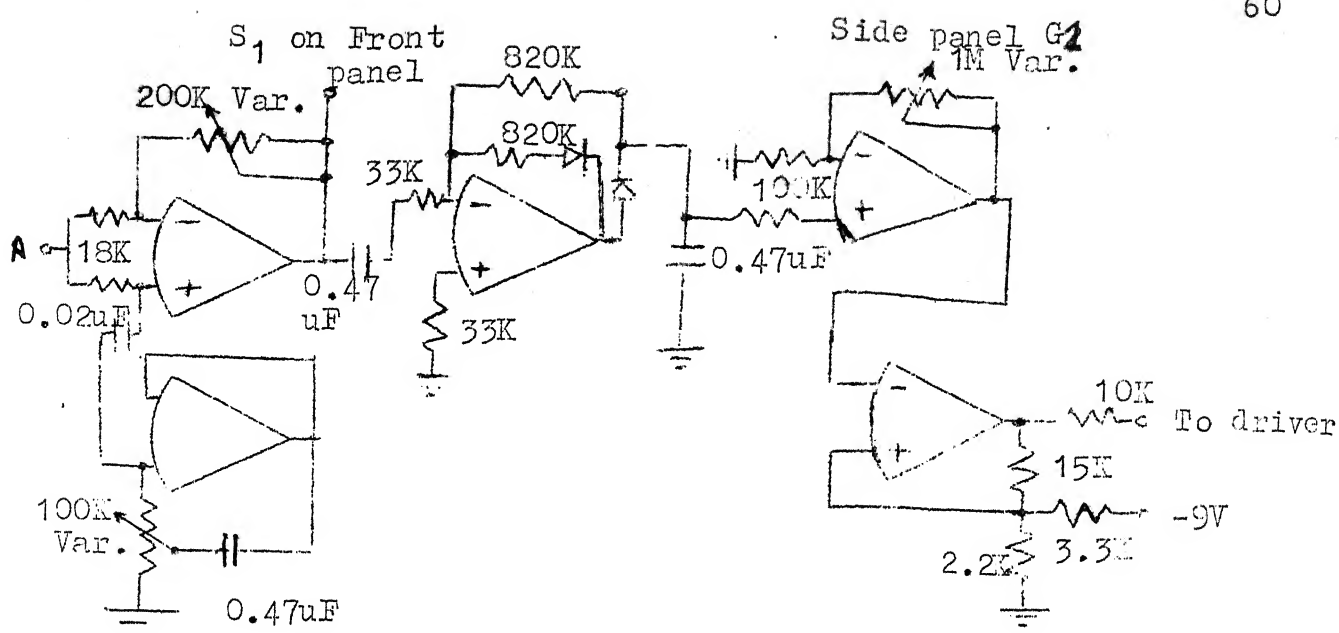 60
S1 on Front
panel
Side panel G1
1M Var.
820K
200K Var.
820K
33K
100K
A
18K
0.47
uF
0.47uF
0.02uF
33K
-
+
-
+
-
+
-
+
10K
To driver
15K
100K
Var.
-9V
2.2K
3.3K
0.47uF